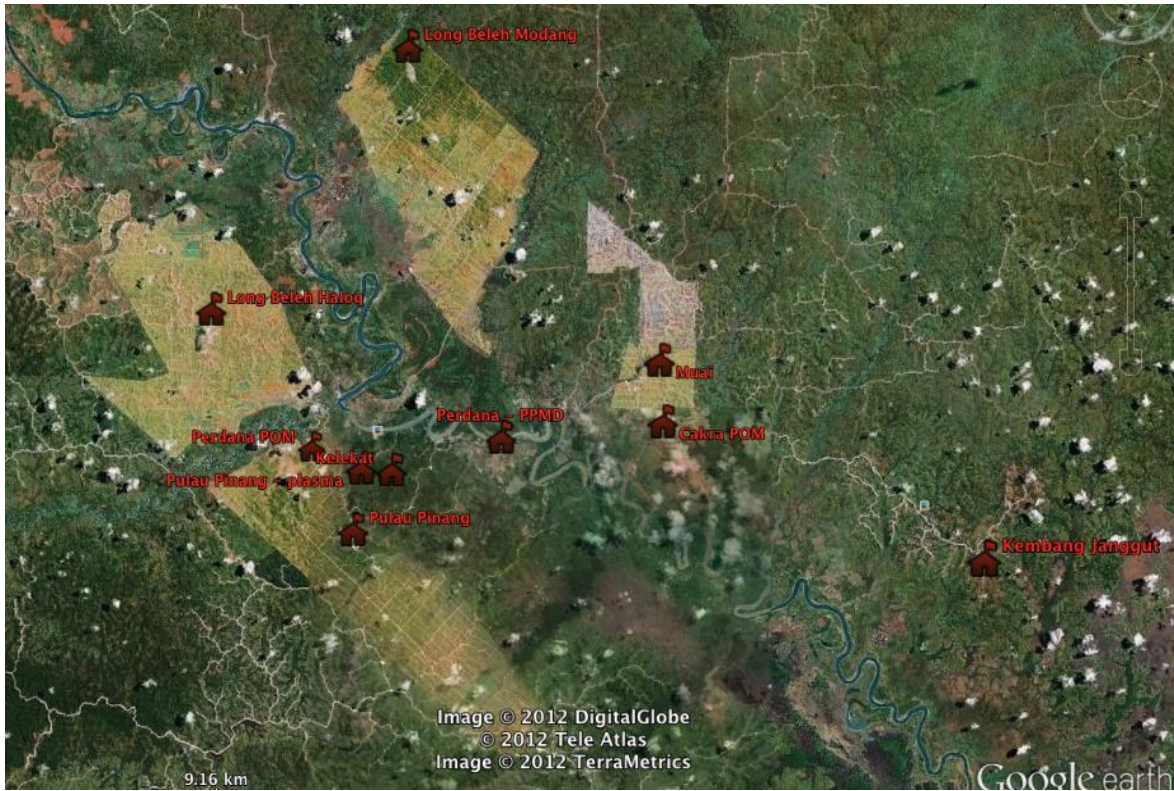 Long Beleh Modang
Long Beleh Haloq
Muai
Perdana - PPMD
Cakra POM
Perdana POM
Kelekat
Pulau Pinang - plasma
Pulau Pinang
Kembang Janggut
Image © 2012 DigitalGlobe
© 2012 Tele Atlas
Image © 2012 TerraMetrics
9.16 km
Google earth